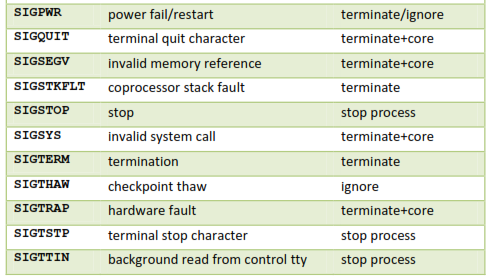 SIGPWR power fail/restart terminate/ignore
SIGQUIT terminal quit character terminate+core
SIGSEGV invalid memory reference terminate+core
SIGSTKFLT coprocessor stack fault terminate
SIGSTOP stop stop process
SIGSYS invalid system call terminate+core
SIGTERM termination terminate
SIGTHAW checkpoint thaw ignore
SIGTRAP hardware fault terminate+core
SIGTSTP terminal stop character stop process
SIGTTIN background read from control tty stop process